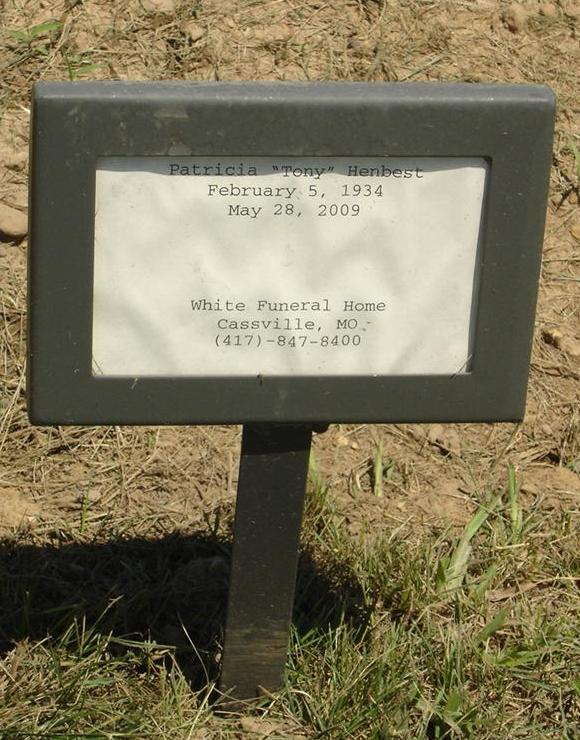 Patricia "Tony" Henbest
February 5, 1934
May 28, 2009
White Funeral Home
Cassville, MO
(417)-847-8400